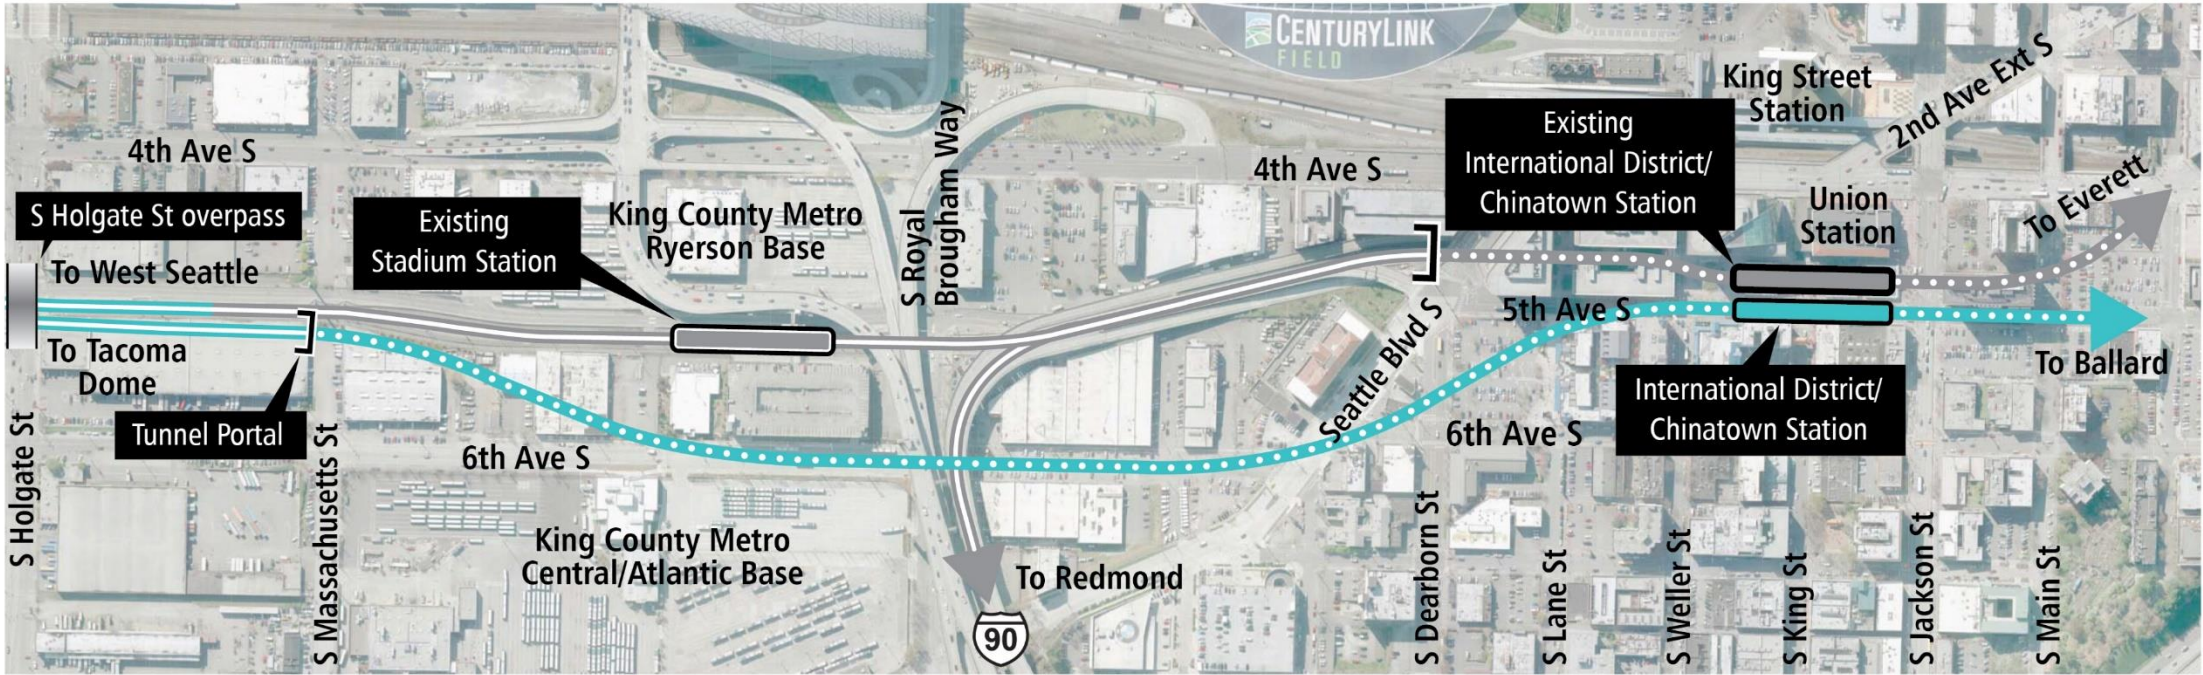 CENTURYLINK
FIELD
King Street
Station
2nd Ave Ext S
Existing
International District/
Chinatown Station
4th Ave S
4th Ave S
S Holgate St overpass
Existing
Stadium Station
King County Metro
Ryerson Base
S Royal
Brougham Way
Union
Station
To Everett
To West Seattle
5th Ave S
To Tacoma
Dome
To Ballard
Seattle Blvd S
International District/
Chinatown Station
Tunnel Portal
6th Ave S
6th Ave S
S Holgate St
S Massachusetts St
King County Metro
Central/Atlantic Base
To Redmond
90
S Dearborn St
S Lane St
S Weller St
S King St
S Jackson St
S Main St